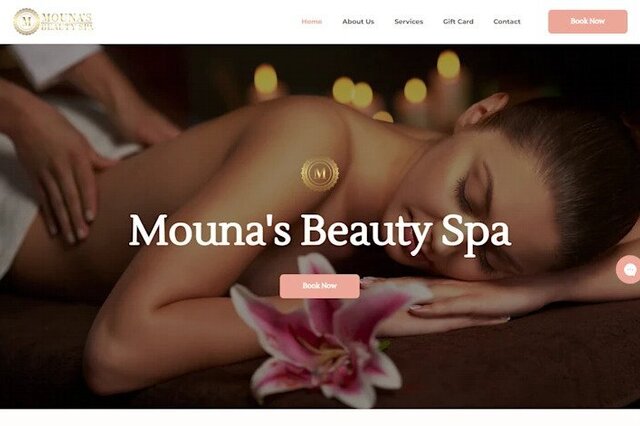 M
MOUNA'S
BEAUTY SPA
Home
About Us
Services
Gift Card
Contact
Book Now
M
Mouna's Beauty Spa
Book Now